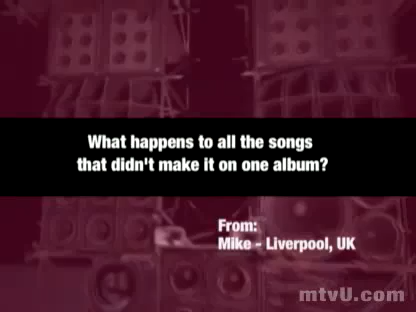 What happens to all the songs
that didn't make it on one album?
From:
Mike - Liverpool, UK
mtvU.com